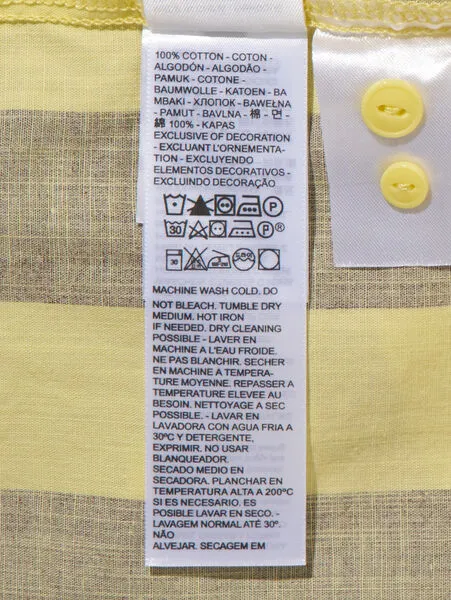 100% COTTON - COTON -
ALGODÓN - ALGODÃO -
PAMUK - COTONE -
BAUMWOLLE - KATOEN - BA
MBAKI - ХЛОПОК - BAWEŁNA
- PAMUT - BAVLNA - 棉 - 면 -
綿 100% - KAPAS
EXCLUSIVE OF DECORATION
- EXCLUANT L'ORNEMENTA-
TION - EXCLUYENDO
ELEMENTOS DECORATIVOS -
EXCLUINDO DECORAÇÃO
P
30 P®
30
MACHINE WASH COLD. DO
NOT BLEACH. TUMBLE DRY
MEDIUM. HOT IRON
IF NEEDED. DRY CLEANING
POSSIBLE - LAVER EN
MACHINE A L'EAU FROIDE.
NE PAS BLANCHIR. SECHER
EN MACHINE A TEMPERA-
TURE MOYENNE. REPASSER A
TEMPERATURE ELEVEE AU
BESOIN. NETTOYAGE A SEC
POSSIBLE. - LAVAR EN
LAVADORA CON AGUA FRIA A
30ºC Y DETERGENTE,
EXPRIMIR. NO USAR
BLANQUEADOR.
SECADO MEDIO EN
SECADORA. PLANCHAR EN
TEMPERATURA ALTA A 200ºC
SI ES NECESARIO. ES
POSIBLE LAVAR EN SECO. -
LAVAGEM NORMAL ATÉ 30º.
NÃO
ALVEJAR. SECAGEM EM